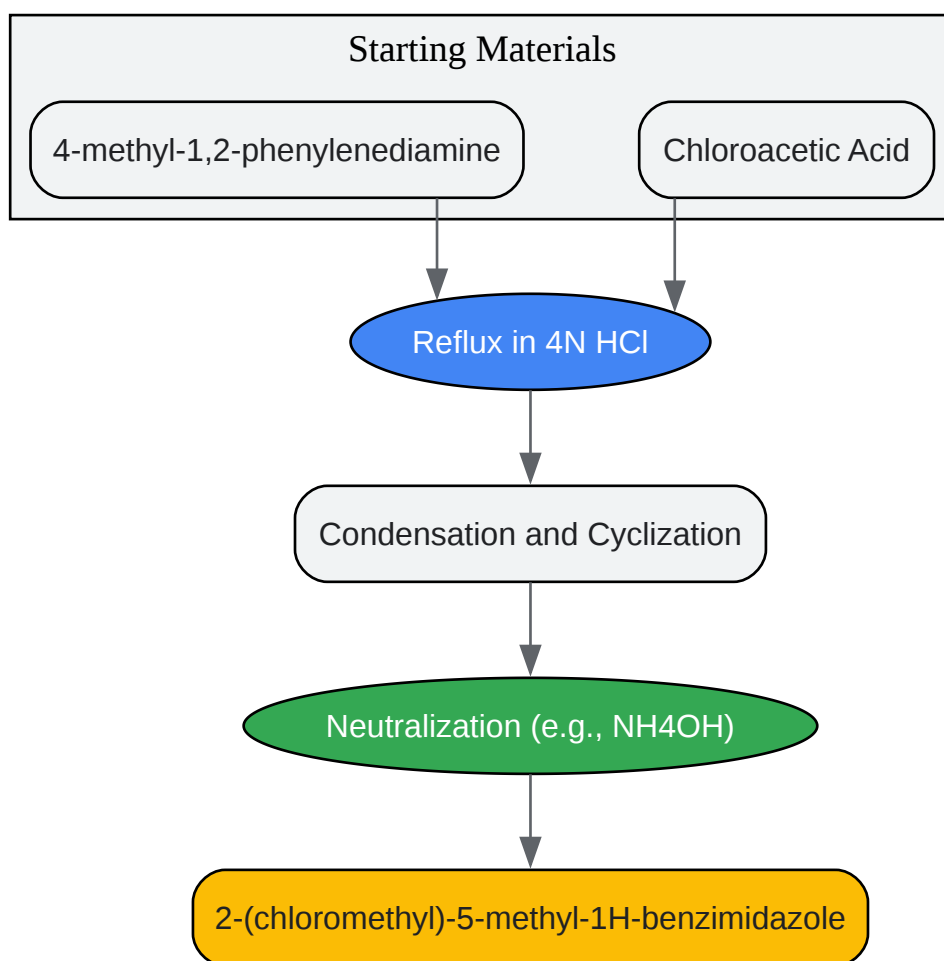 Starting Materials
4-methyl-1,2-phenylenediamine
Chloroacetic Acid
Reflux in 4N HCl
Condensation and Cyclization
Neutralization (e.g., NH4OH)
2-(chloromethyl)-5-methyl-1H-benzimidazole